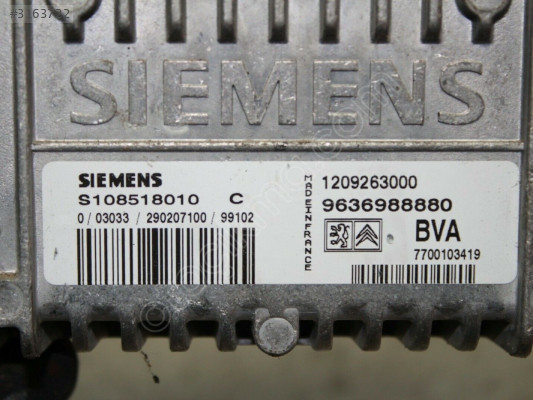 SIEMENS
SIEMENS
S108518010 C
0 / 03033 / 290207100 / 99102
MADE IN FRANCE
1209263000
9636988880
BVA
7700103419